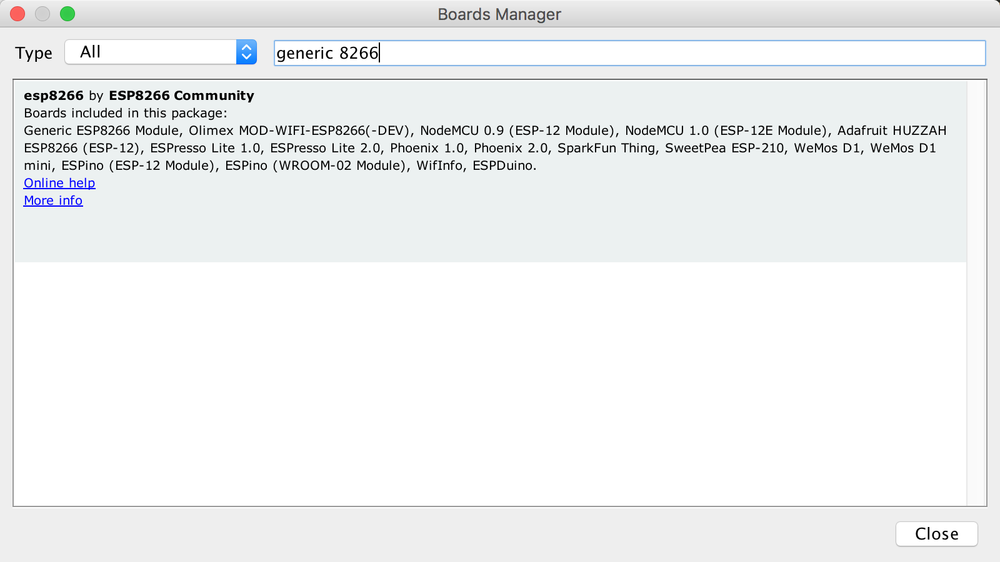 Boards Manager
Type All generic 8266
esp8266 by ESP8266 Community
Boards included in this package:
Generic ESP8266 Module, Olimex MOD-WIFI-ESP8266(-DEV), NodeMCU 0.9 (ESP-12 Module), NodeMCU 1.0 (ESP-12E Module), Adafruit HUZZAH
ESP8266 (ESP-12), ESPresso Lite 1.0, ESPresso Lite 2.0, Phoenix 1.0, Phoenix 2.0, SparkFun Thing, SweetPea ESP-210, WeMos D1, WeMos D1
mini, ESPino (ESP-12 Module), ESPino (WROOM-02 Module), WifInfo, ESPDuino.
Online help
More info
Close